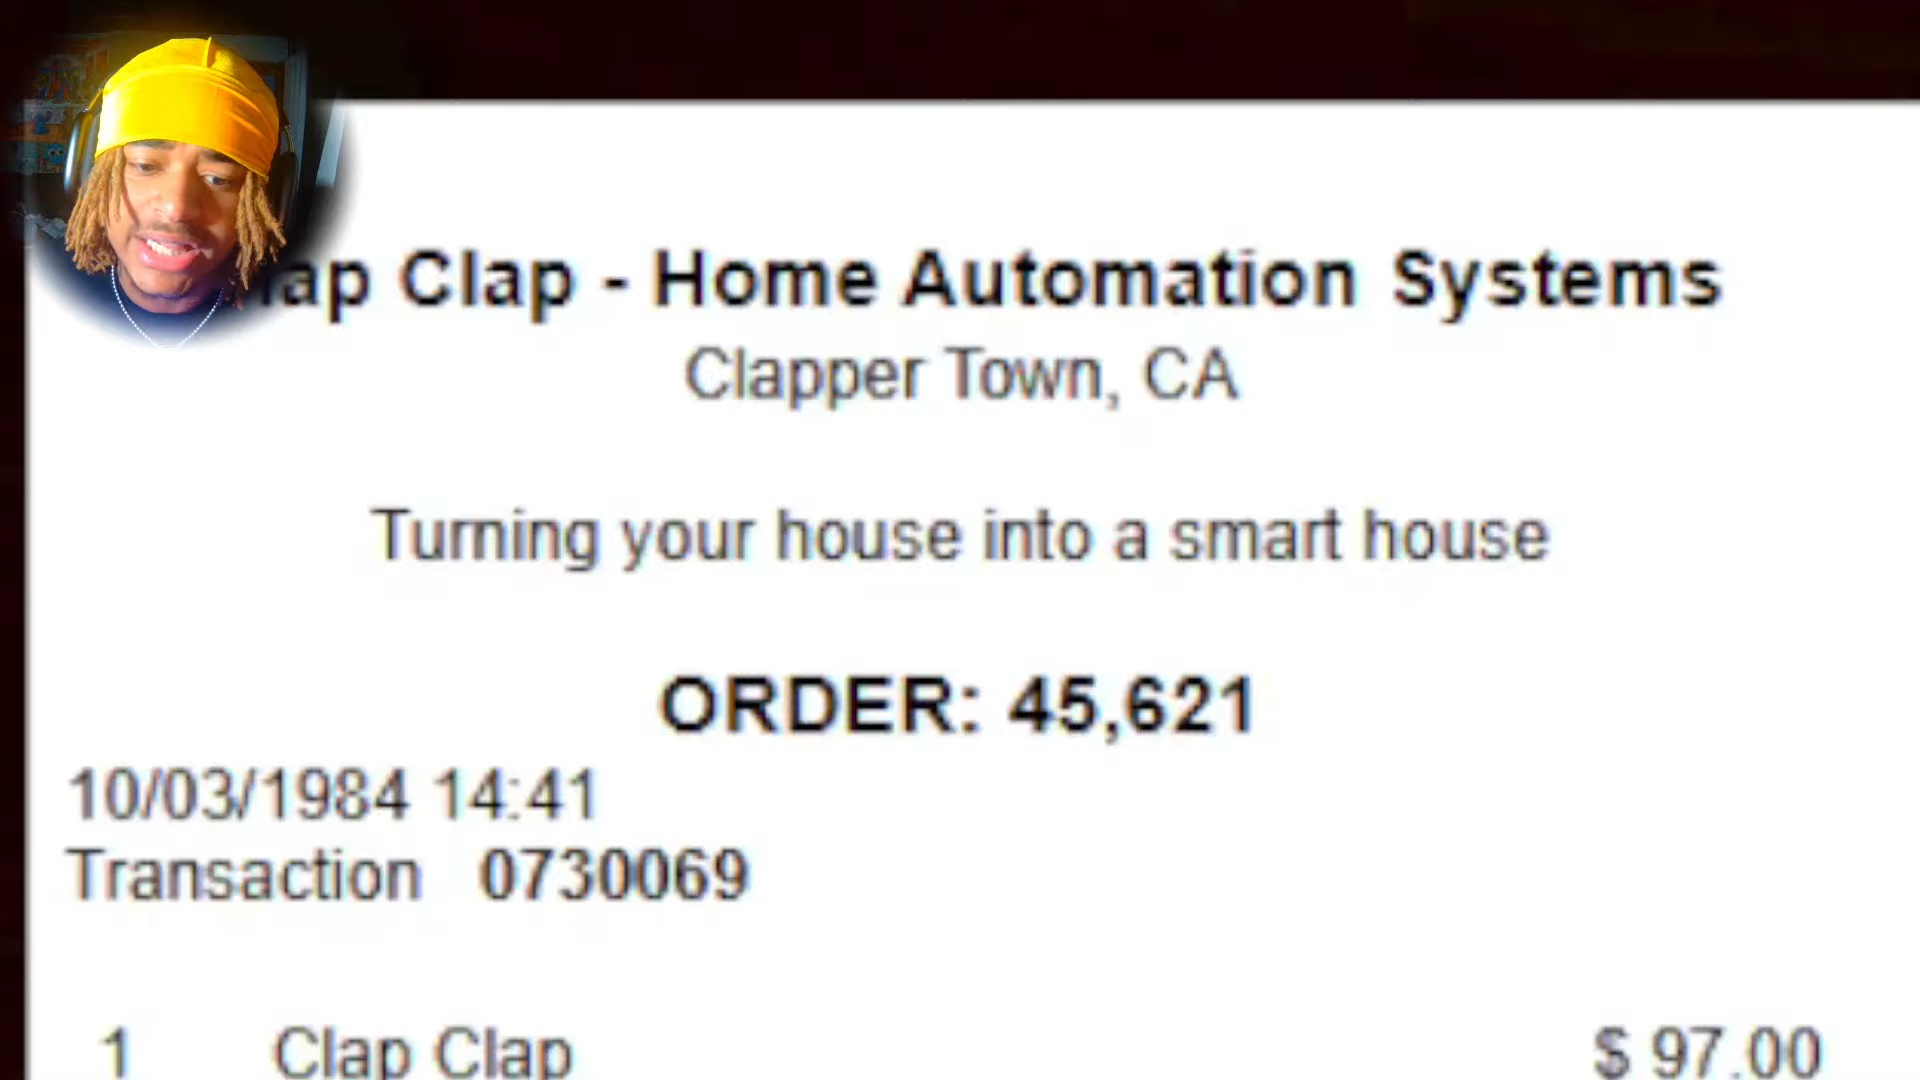 Clap - Home Automation Systems
Clapper Town, CA
Turning your house into a smart house
ORDER: 45,621
10/03/1984 14:41
Transaction 0730069
1 Clap Clap $ 97.00